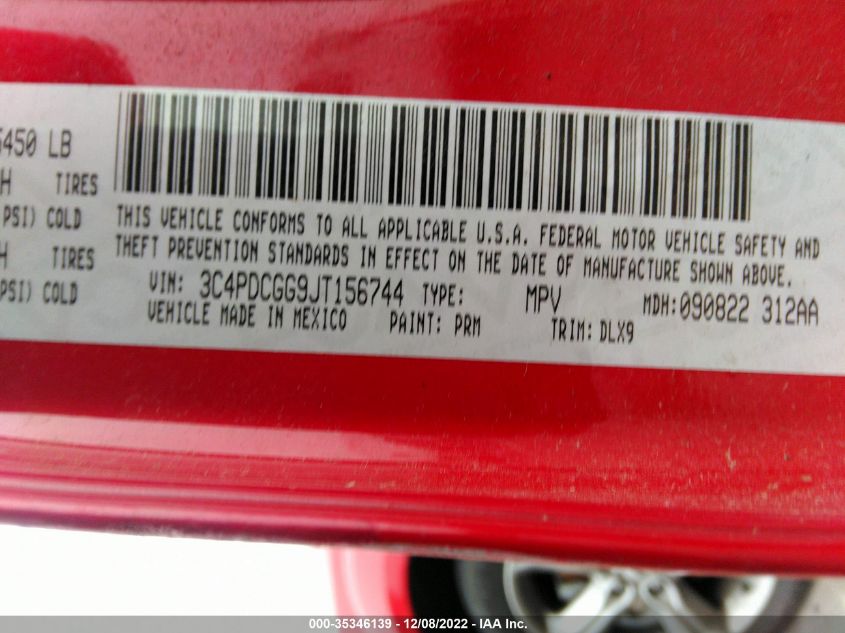 5450 LB
H TIRES
PSI) COLD
H TIRES
PSI) COLD
THIS VEHICLE CONFORMS TO ALL APPLICABLE U.S.A. FEDERAL MOTOR VEHICLE SAFETY AND
THEFT PREVENTION STANDARDS IN EFFECT ON THE DATE OF MANUFACTURE SHOWN ABOVE.
VIN: 3C4PDCGG9JT156744 TYPE: MPV MDH:090822 312AA
VEHICLE MADE IN MEXICO PAINT: PRM TRIM: DLX9
000-35346139 - 12/08/2022 - IAA Inc.